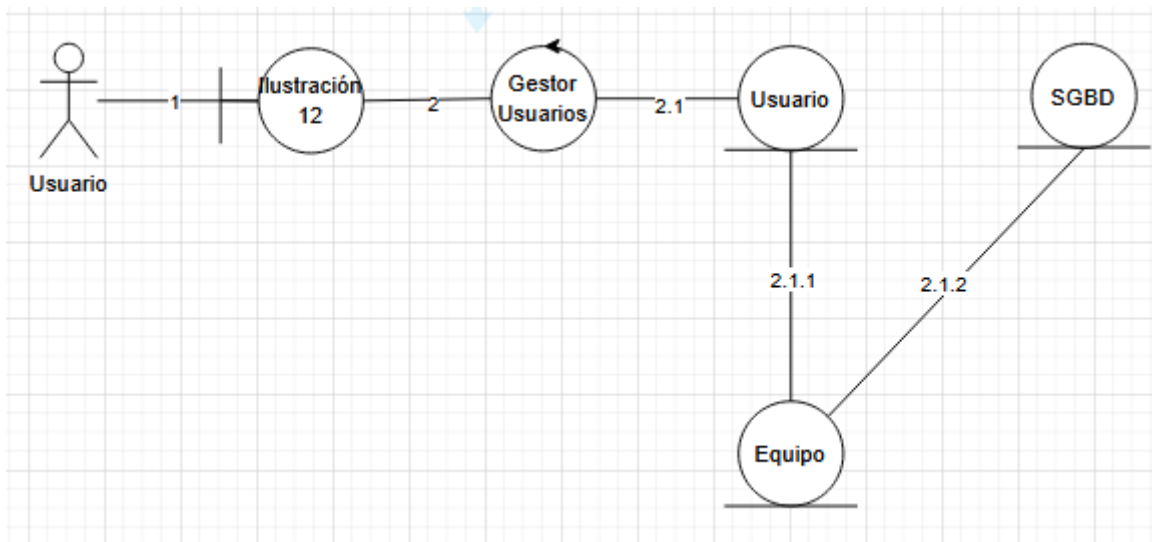 Ilustración
12
Gestor
Usuarios
Usuario
SGBD
1
2
2.1
Usuario
2.1.1
2.1.2
Equipo